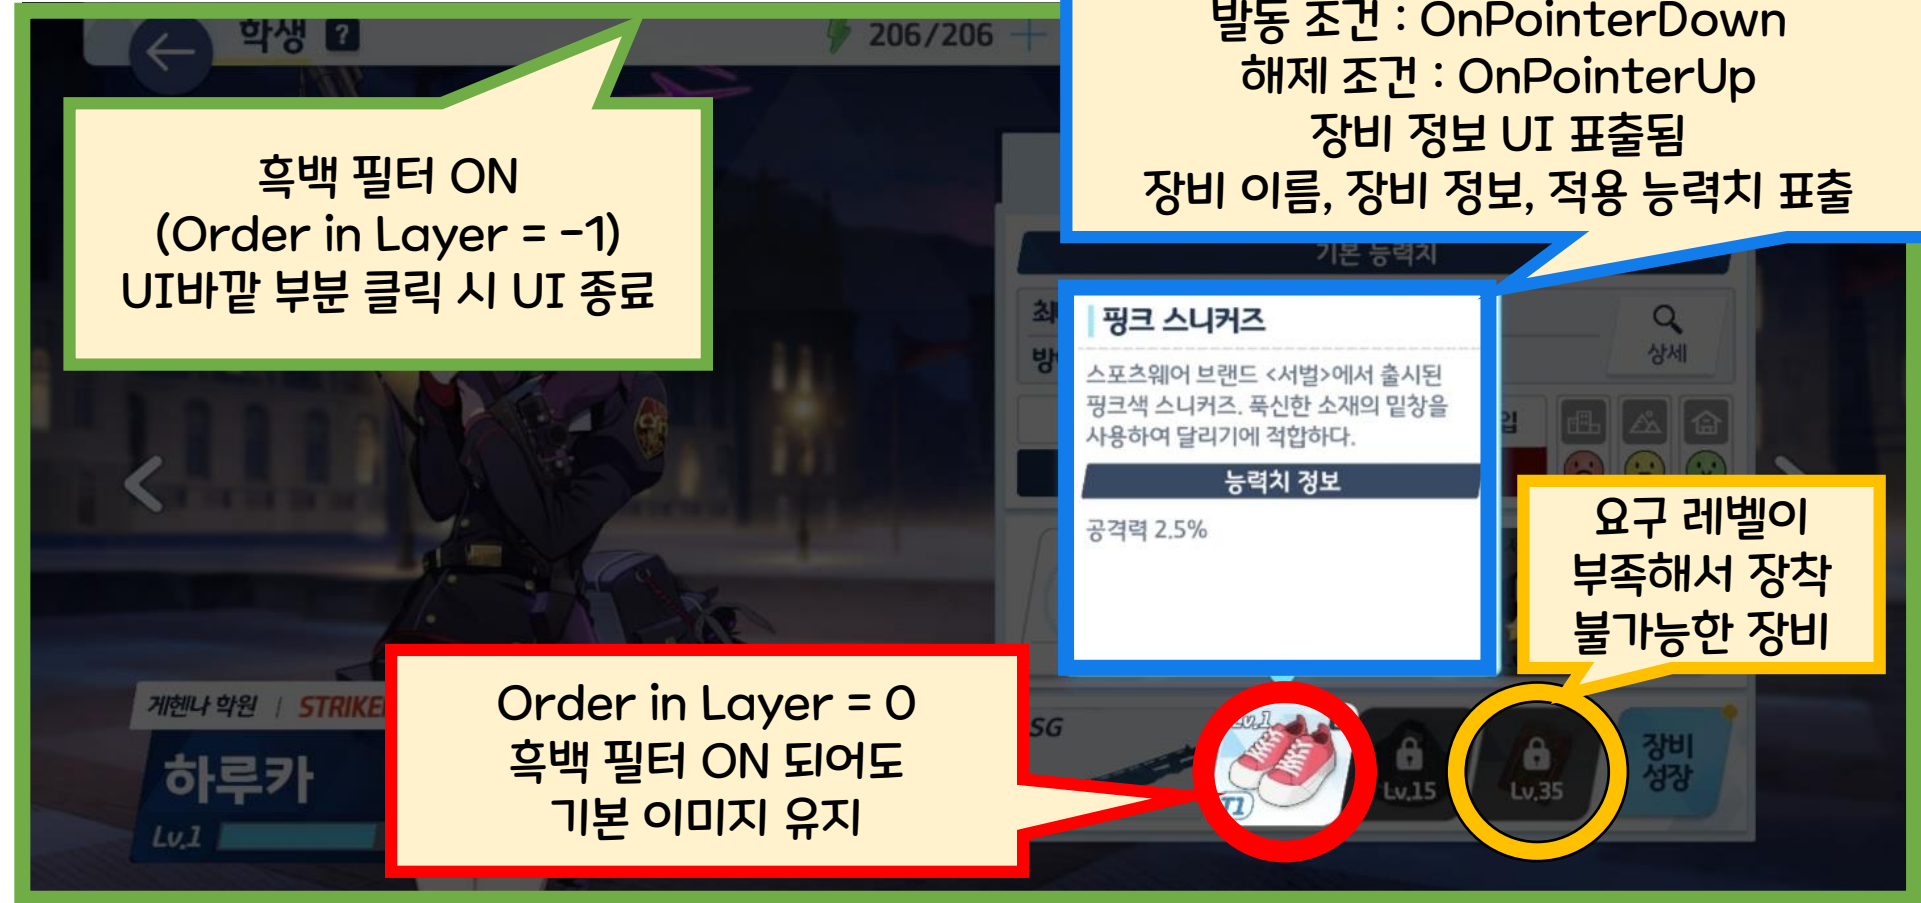 학생 ?
206/206
발동 조건 : OnPointerDown
해제 조건 : OnPointerUp
장비 정보 UI 표출됨
장비 이름, 장비 정보, 적용 능력치 표출
흑백 필터 ON
(Order in Layer = -1)
UI바깥 부분 클릭 시 UI 종료
기본 능력치
핑크 스니커즈
상세
스포츠웨어 브랜드 <서벌>에서 출시된
핑크색 스니커즈. 푹신한 소재의 밑창을
사용하여 달리기에 적합하다.
능력치 정보
공격력 2.5%
요구 레벨이
부족해서 장착
불가능한 장비
게헨나 학원 | STRIKE
하루카
Lv.1
Order in Layer = 0
흑백 필터 ON 되어도
기본 이미지 유지
SG
Lv.1
T1
Lv.15
Lv.35
장비
성장